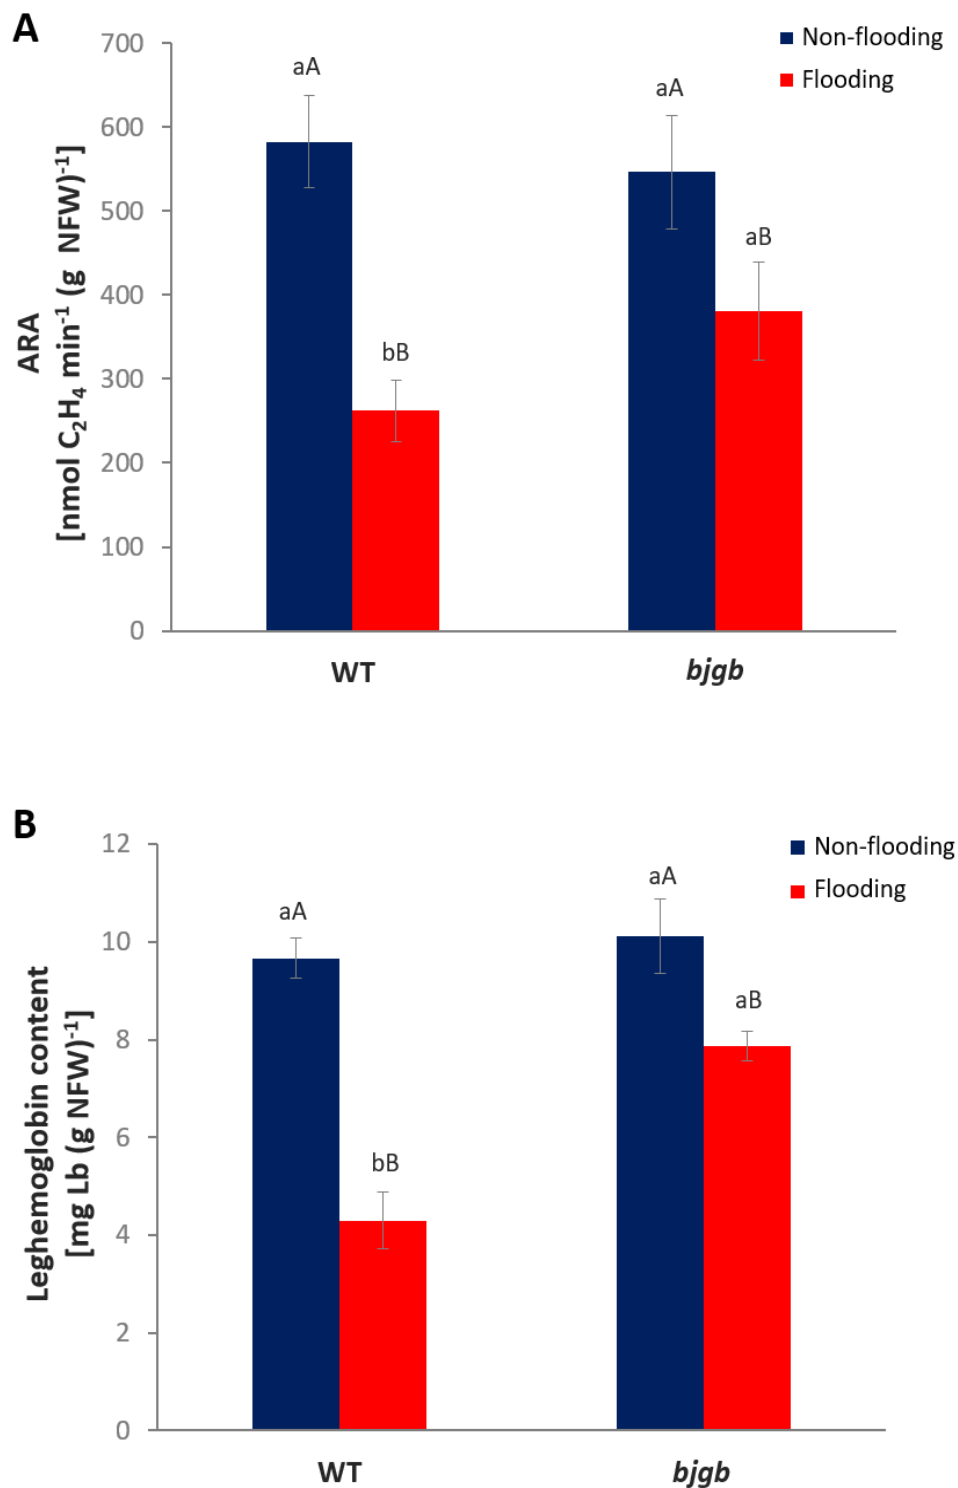 A
700
600
500
400
300
200
100
0
ARA
[nmol C₂H₄ min⁻¹ (g NFW)⁻¹]
Non-flooding
Flooding
aA
bB
aA
aB
WT
bjgb
B
12
10
8
6
4
2
0
Leghemoglobin content
[mg Lb (g NFW)⁻¹]
Non-flooding
Flooding
aA
bB
aA
aB
WT
bjgb